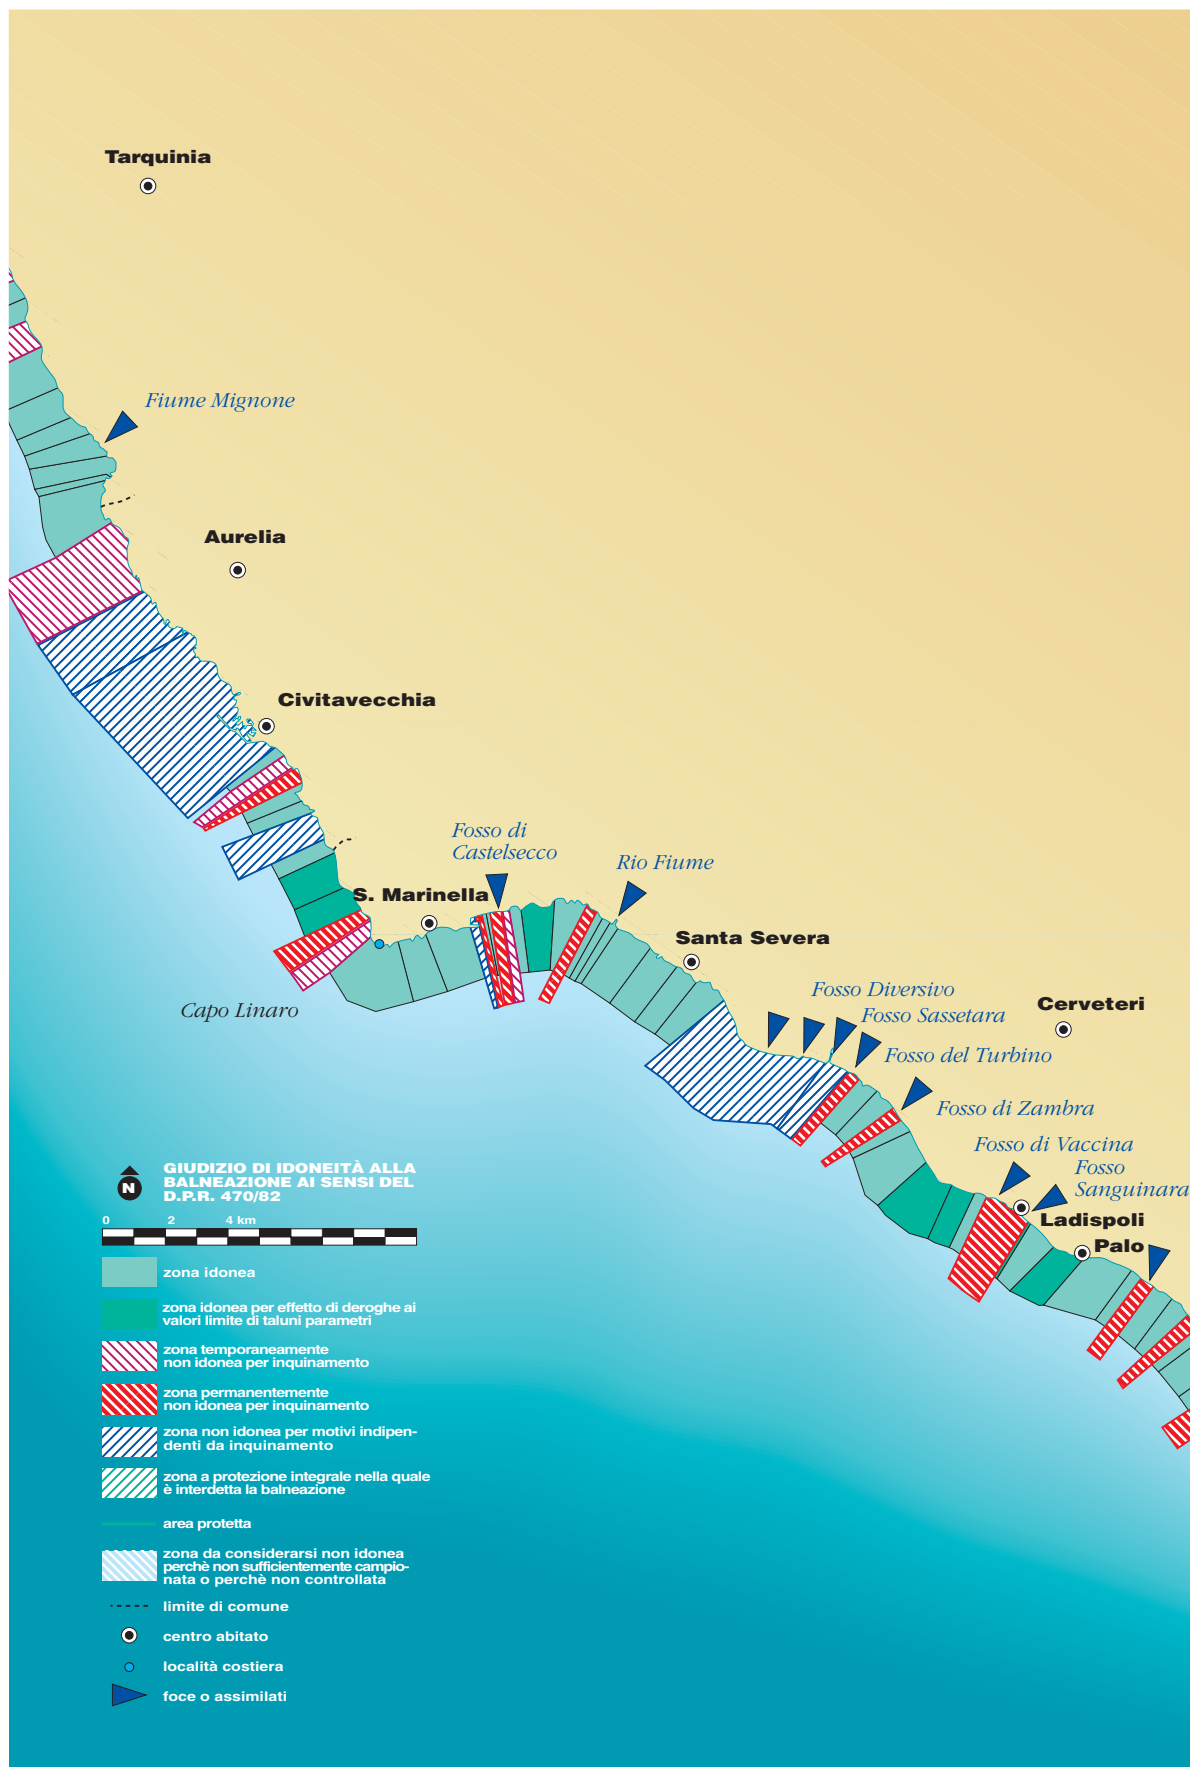 Tarquinia
Fiume Mignone
Aurelia
Civitavecchia
Fosso di
Castelsecco
Rio Fiume
S. Marinella
Santa Severa
Fosso Diversivo
Capo Linaro
Cerveteri
Fosso Sassetara
Fosso del Turbino
Fosso di Zambra
Fosso di Vaccina
Fosso
Sanguinara
Ladispoli
Palo
N
GIUDIZIO DI IDONEITÀ ALLA
BALNEAZIONE AI SENSI DEL
D.P.R. 470/82
0 2 4 km
zona idonea
zona idonea per effetto di deroghe ai
valori limite di taluni parametri
zona temporaneamente
non idonea per inquinamento
zona permanentemente
non idonea per inquinamento
zona non idonea per motivi indipen-
denti da inquinamento
zona a protezione integrale nella quale
è interdetta la balneazione
area protetta
zona da considerarsi non idonea
perchè non sufficientemente campio-
nata o perchè non controllata
limite di comune
centro abitato
località costiera
foce o assimilati